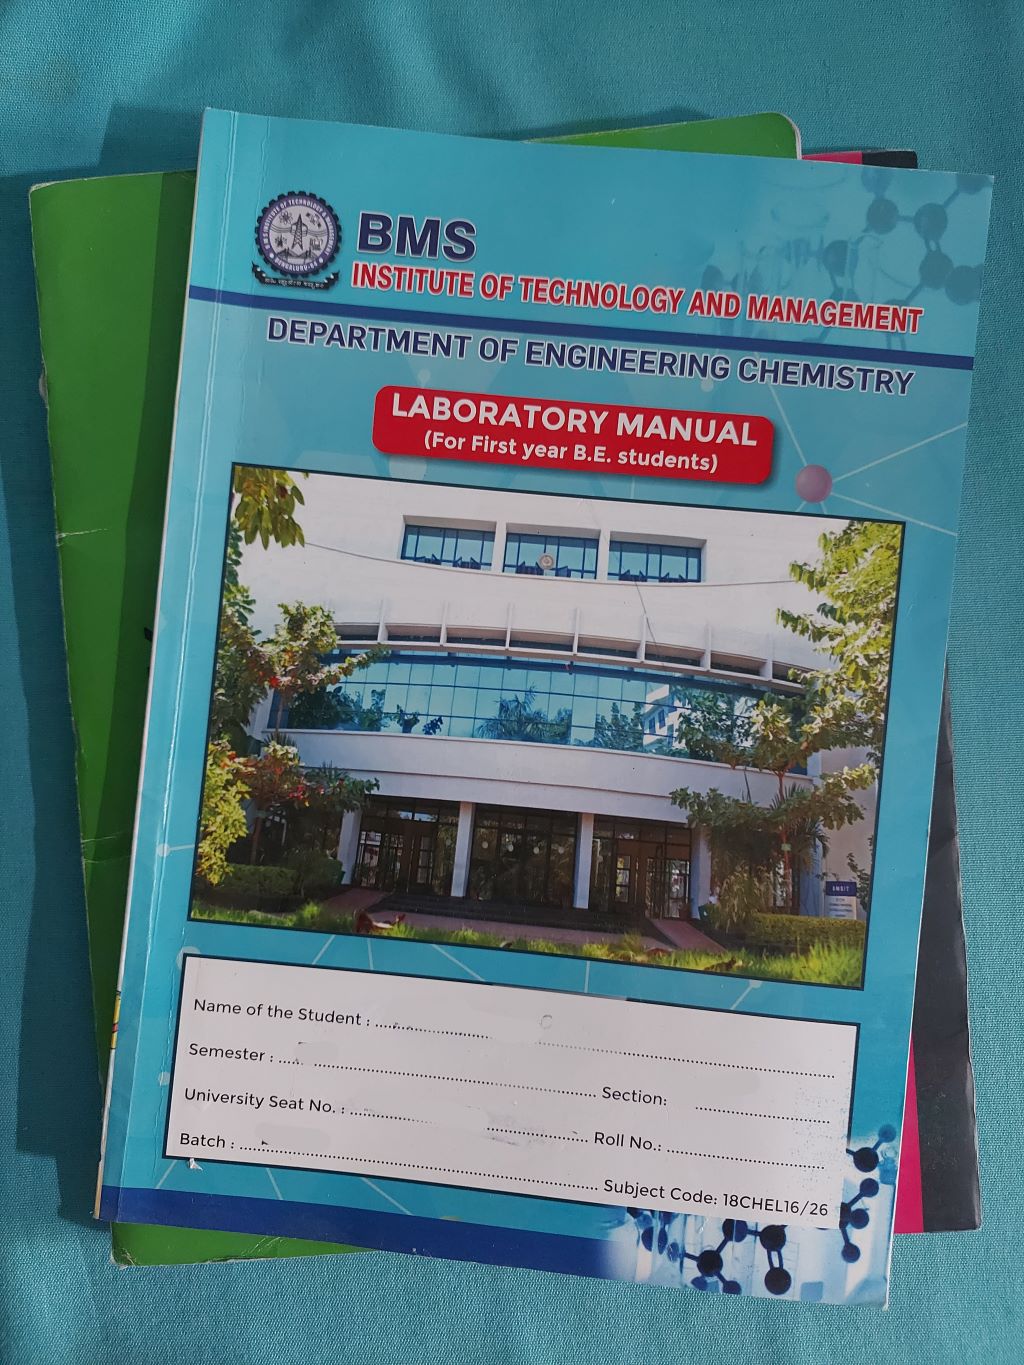 BMS
INSTITUTE OF TECHNOLOGY AND MANAGEMENT
DEPARTMENT OF ENGINEERING CHEMISTRY
LABORATORY MANUAL
(For First year B.E. students)
BMSIT
Name of the Student : ........................
Semester : ........................ Section: ........................
University Seat No. : ........................ Roll No.: ........................
Batch : ........................ Subject Code: 18CHEL16/26